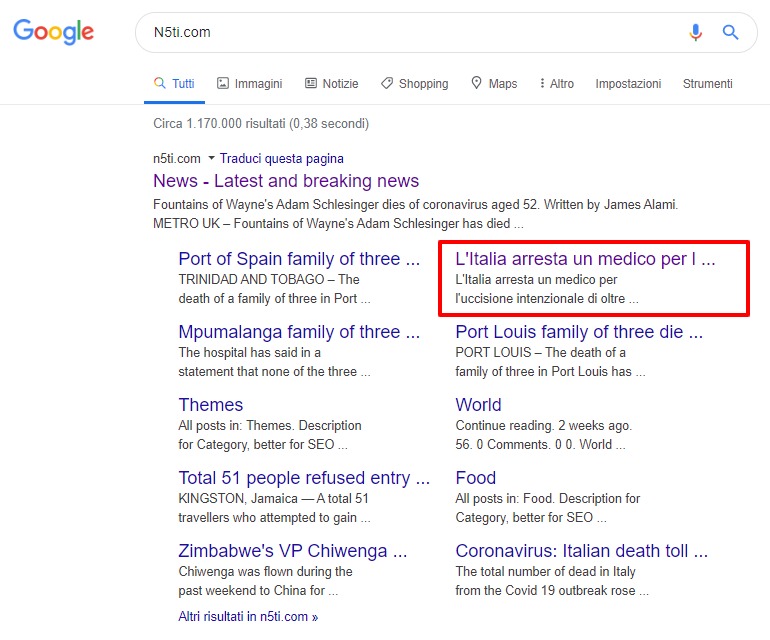 Google
N5ti.com
Tutti Immagini Notizie Shopping Maps Altro Impostazioni Strumenti
Circa 1.170.000 risultati (0,38 secondi)
n5ti.com Traduci questa pagina
News - Latest and breaking news
Fountains of Wayne's Adam Schlesinger dies of coronavirus aged 52. Written by James Alami.
METRO UK – Fountains of Wayne's Adam Schlesinger has died ...
Port of Spain family of three ...
TRINIDAD AND TOBAGO – The
death of a family of three in Port ...
L'Italia arresta un medico per l ...
L'Italia arresta un medico per
l'uccisione intenzionale di oltre ...
Mpumalanga family of three ...
The hospital has said in a
statement that none of the three ...
Port Louis family of three die ...
PORT LOUIS – The death of a
family of three in Port Louis has ...
Themes
All posts in: Themes. Description
for Category, better for SEO ...
World
Continue reading. 2 weeks ago.
56. 0 Comments. 0 0. World ...
Total 51 people refused entry ...
KINGSTON, Jamaica — A total 51
travellers who attempted to gain ...
Food
All posts in: Food. Description for
Category, better for SEO ...
Zimbabwe's VP Chiwenga ...
Chiwenga was flown during the
past weekend to China for ...
Coronavirus: Italian death toll ...
The total number of dead in Italy
from the Covid 19 outbreak rose ...
Altri risultati in n5ti.com »